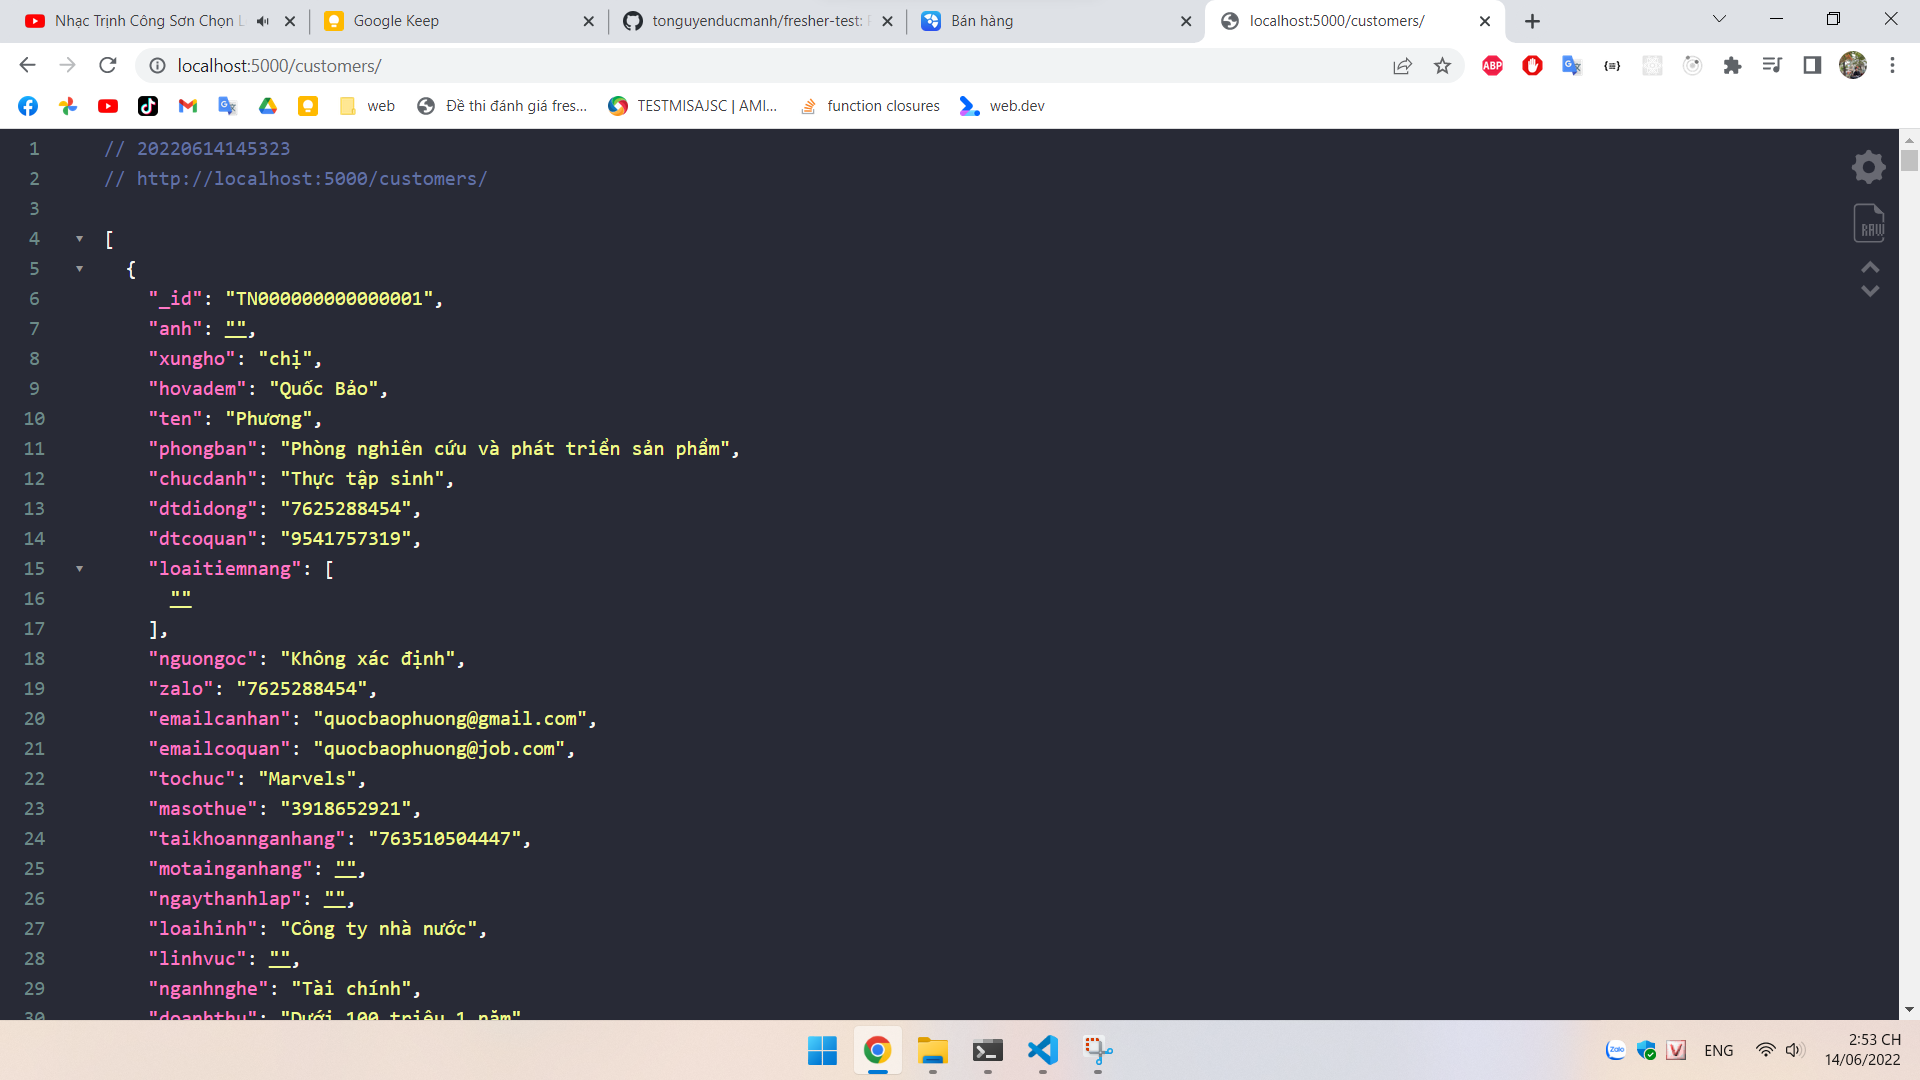 Nhạc Trịnh Công Sơn Chọn L
Google Keep
tonguyenducmanh/fresher-test:
Bán hàng
localhost:5000/customers/
localhost:5000/customers/
ABP
web
Đề thi đánh giá fres...
TESTMISAJSC | AMI...
function closures
web.dev
1 // 20220614145323
2 // http://localhost:5000/customers/
3
4 [
5 {
6 "_id": "TN000000000000001",
7 "anh": "",
8 "xungho": "chị",
9 "hovadem": "Quốc Bảo",
10 "ten": "Phương",
11 "phongban": "Phòng nghiên cứu và phát triển sản phẩm",
12 "chucdanh": "Thực tập sinh",
13 "dtdidong": "7625288454",
14 "dtcoquan": "9541757319",
15 "loaitiemnang": [
16 ""
17 ],
18 "nguongoc": "Không xác định",
19 "zalo": "7625288454",
20 "emailcanhan": "quocbaophuong@gmail.com",
21 "emailcoquan": "quocbaophuong@job.com",
22 "tochuc": "Marvels",
23 "masothue": "3918652921",
24 "taikhoannganhang": "763510504447",
25 "motainganhang": "",
26 "ngaythanhlap": "",
27 "loaihinh": "Công ty nhà nước",
28 "linhvuc": "",
29 "nganhnghe": "Tài chính",
30 "doanhthu": "Dưới 100 triệu 1 năm"
RAW
Zalo
V
ENG
2:53 CH
14/06/2022